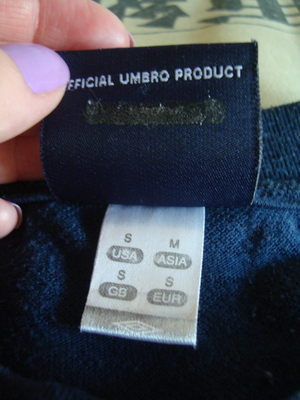 OFFICIAL UMBRO PRODUCT
S M
USA ASIA
S S
GB EUR